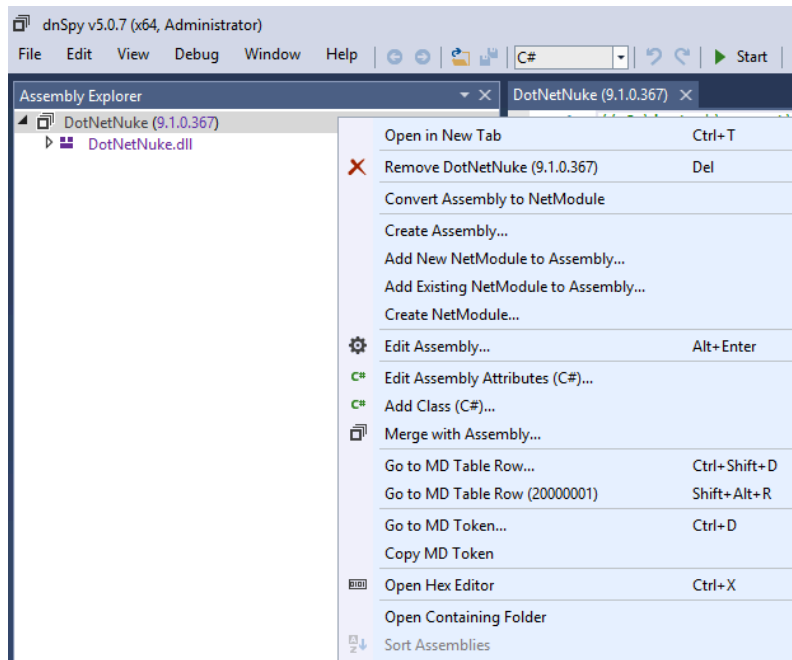 dnSpy v5.0.7 (x64, Administrator)
File Edit View Debug Window Help C# Start
Assembly Explorer DotNetNuke (9.1.0.367)
DotNetNuke (9.1.0.367)
DotNetNuke.dll
Open in New Tab Ctrl+T
Remove DotNetNuke (9.1.0.367) Del
Convert Assembly to NetModule
Create Assembly...
Add New NetModule to Assembly...
Add Existing NetModule to Assembly...
Create NetModule...
Edit Assembly... Alt+Enter
C# Edit Assembly Attributes (C#)...
C# Add Class (C#)...
Merge with Assembly...
Go to MD Table Row... Ctrl+Shift+D
Go to MD Table Row (20000001) Shift+Alt+R
Go to MD Token... Ctrl+D
Copy MD Token
Open Hex Editor Ctrl+X
Open Containing Folder
Sort Assemblies